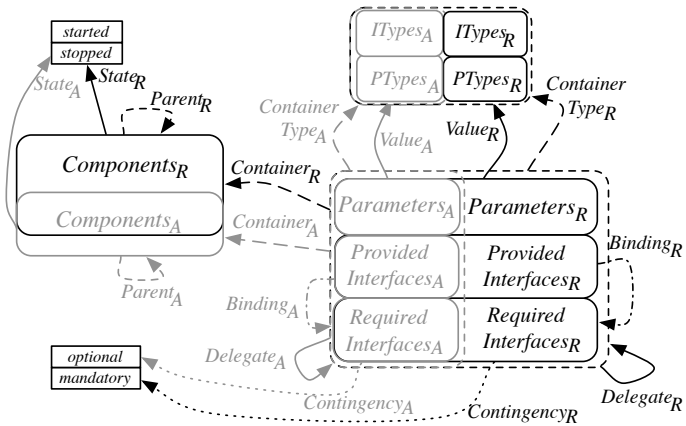 started
stopped
State_A
State_R
Parent_R
Components_R
Components_A
Parent_A
Container_R
Container_A
ITypes_A
ITypes_R
PTypes_A
PTypes_R
Container
Type_A
Value_A
Value_R
Container
Type_R
Parameters_A
Parameters_R
Provided
Interfaces_A
Provided
Interfaces_R
Required
Interfaces_A
Required
Interfaces_R
Binding_A
Binding_R
Delegate_A
Delegate_R
optional
mandatory
Contingency_A
Contingency_R